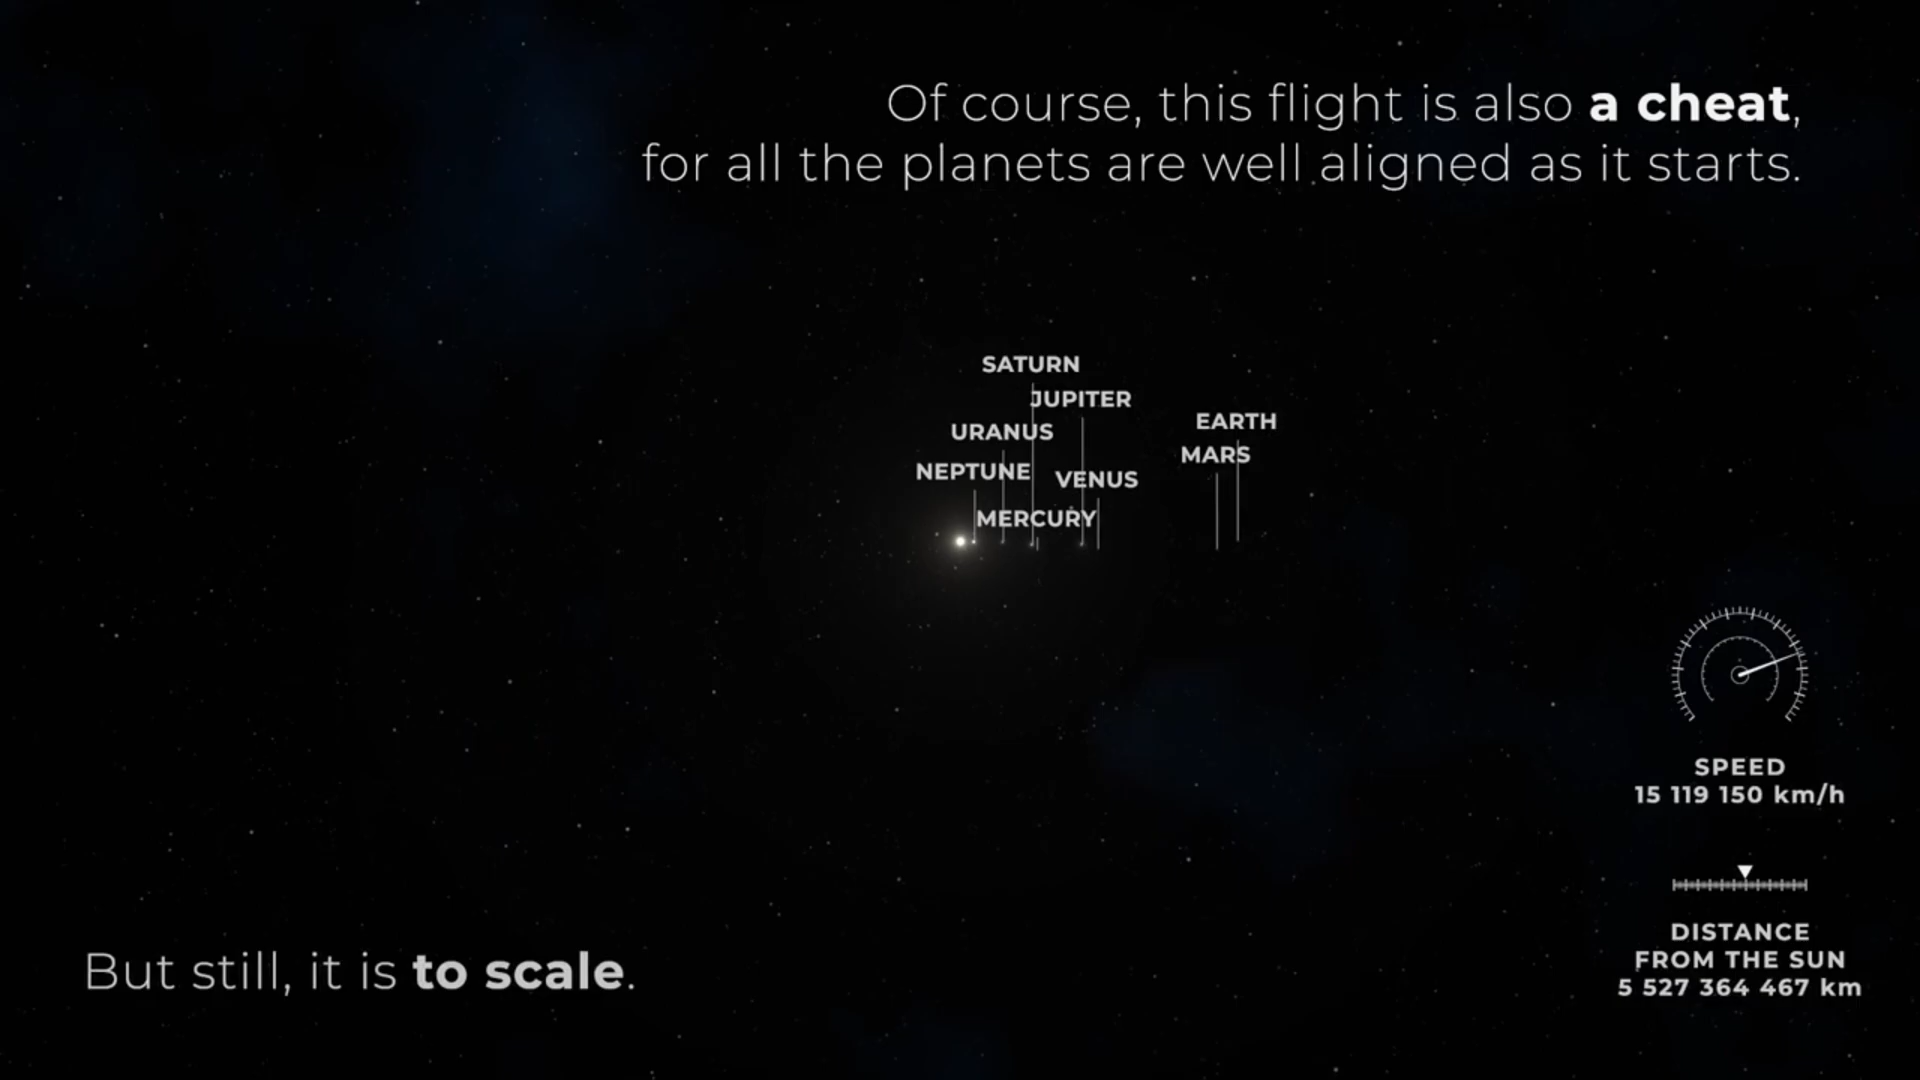 Of course, this flight is also a cheat,
for all the planets are well aligned as it starts.
SATURN
JUPITER
EARTH
URANUS
MARS
NEPTUNE
VENUS
MERCURY
SPEED
15 119 150 km/h
DISTANCE
FROM THE SUN
5 527 364 467 km
But still, it is to scale.